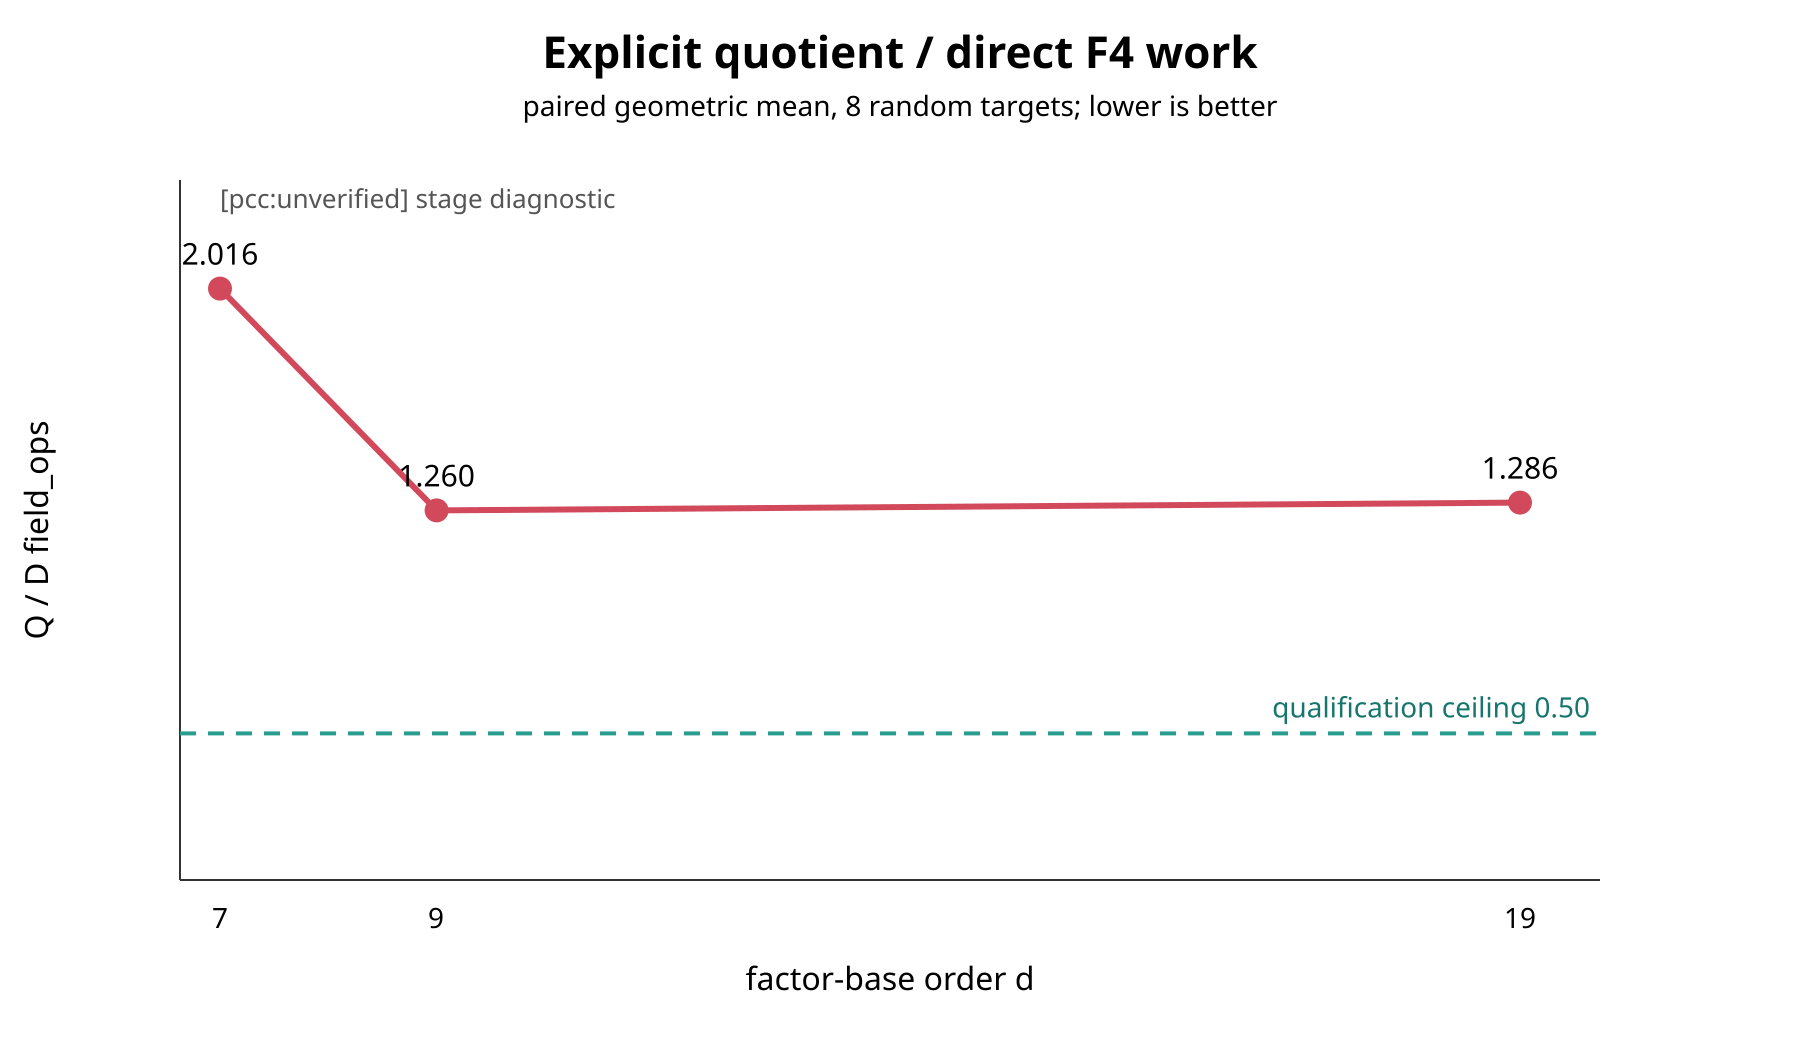 Explicit quotient / direct F4 work
paired geometric mean, 8 random targets; lower is better
[pcc:unverified] stage diagnostic
2.016
1.260
1.286
Q / D field_ops
qualification ceiling 0.50
7
9
19
factor-base order d